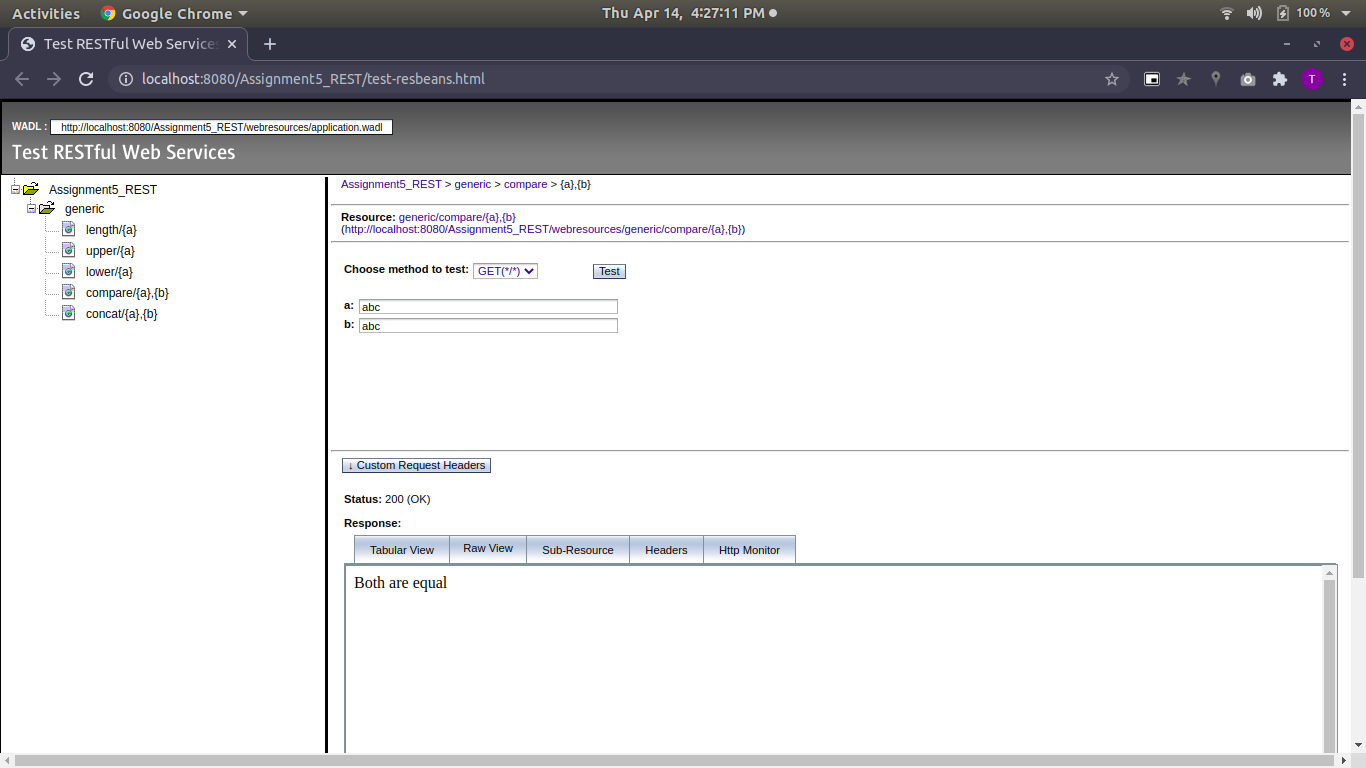 Activities Google Chrome Thu Apr 14, 4:27:11 PM 100 %
Test RESTful Web Services
localhost:8080/Assignment5_REST/test-resbeans.html T
WADL : http://localhost:8080/Assignment5_REST/webresources/application.wadl
Test RESTful Web Services
Assignment5_REST
generic
length/{a}
upper/{a}
lower/{a}
compare/{a},{b}
concat/{a},{b}
Assignment5_REST > generic > compare > {a},{b}
Resource: generic/compare/{a},{b}
(http://localhost:8080/Assignment5_REST/webresources/generic/compare/{a},{b})
Choose method to test: GET(*/*) Test
a: abc
b: abc
↓ Custom Request Headers
Status: 200 (OK)
Response:
Tabular View Raw View Sub-Resource Headers Http Monitor
Both are equal